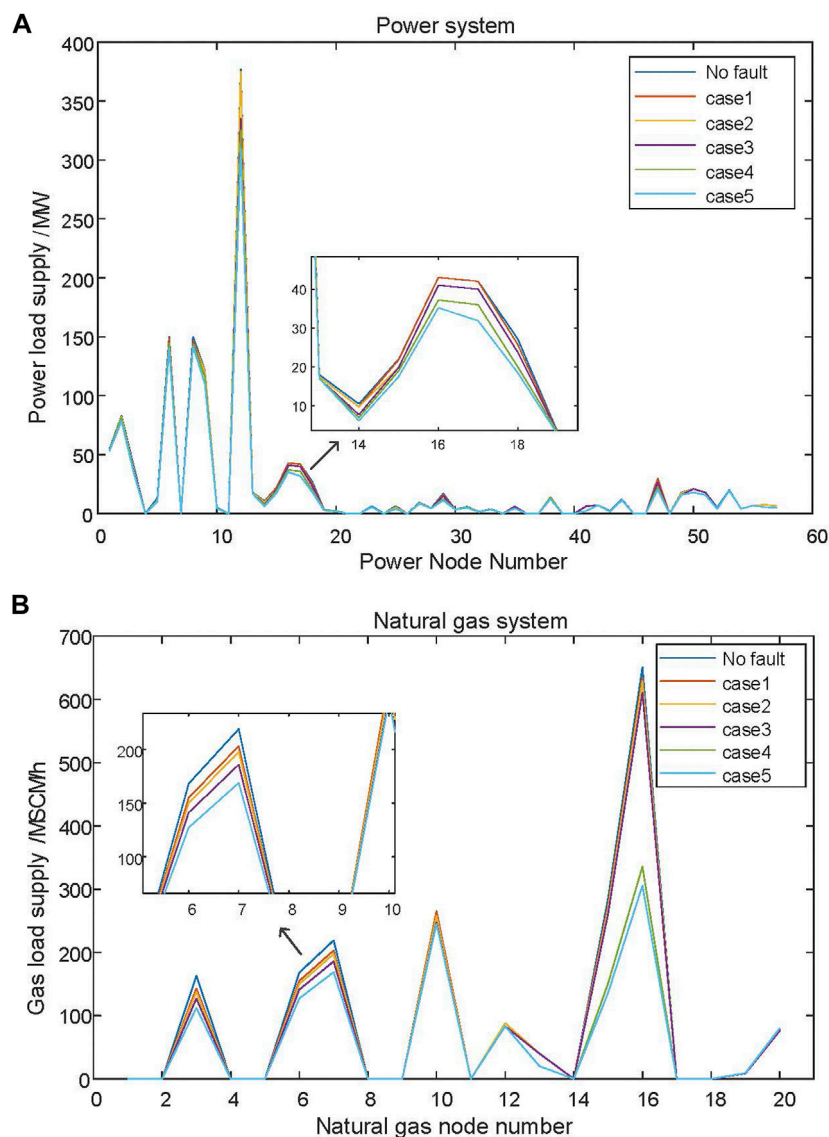 A
Power system
400
350
300
250
200
150
100
50
0
Power load supply /MW
No fault
case1
case2
case3
case4
case5
40
30
20
10
14 16 18
0 10 20 30 40 50 60
Power Node Number
B
Natural gas system
700
600
500
400
300
200
100
0
Gas load supply /MSCM/h
No fault
case1
case2
case3
case4
case5
200
150
100
6 7 8 9 10
0 2 4 6 8 10 12 14 16 18 20
Natural gas node number